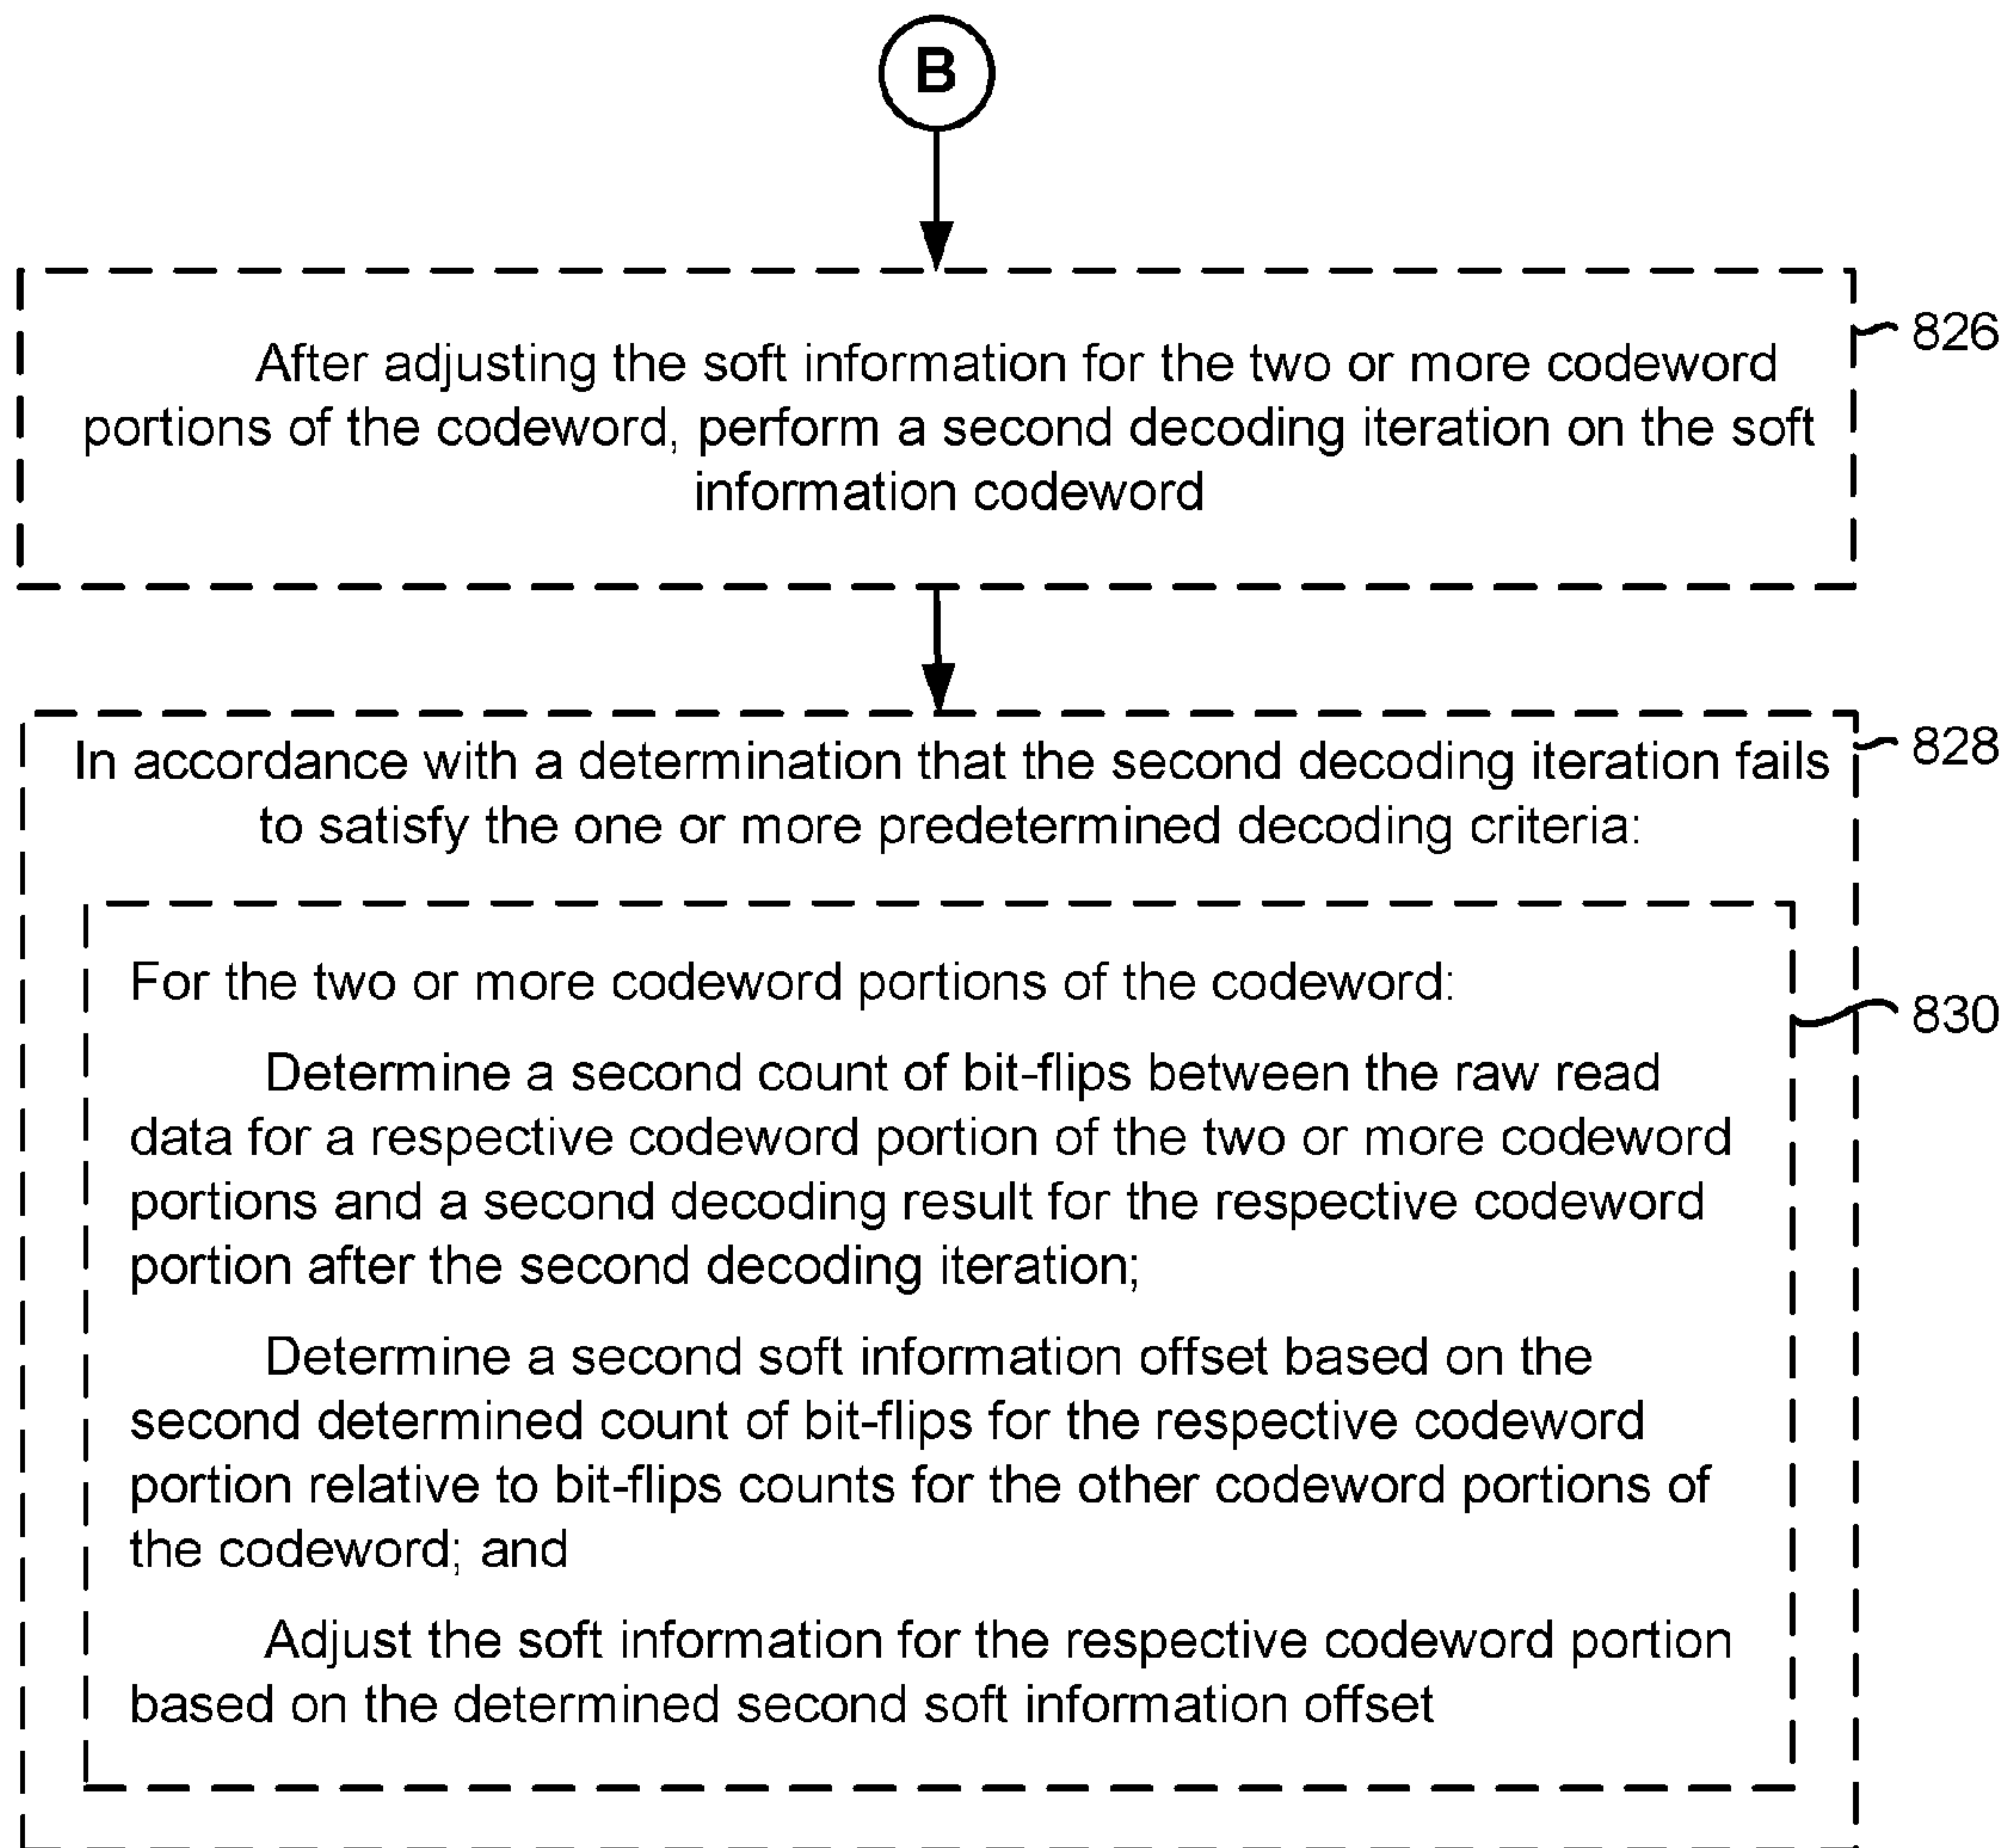 B
After adjusting the soft information for the two or more codeword
portions of the codeword, perform a second decoding iteration on the soft
information codeword
826
In accordance with a determination that the second decoding iteration fails
to satisfy the one or more predetermined decoding criteria:
828
For the two or more codeword portions of the codeword:
830
Determine a second count of bit-flips between the raw read
data for a respective codeword portion of the two or more codeword
portions and a second decoding result for the respective codeword
portion after the second decoding iteration;
Determine a second soft information offset based on the
second determined count of bit-flips for the respective codeword
portion relative to bit-flips counts for the other codeword portions of
the codeword; and
Adjust the soft information for the respective codeword portion
based on the determined second soft information offset